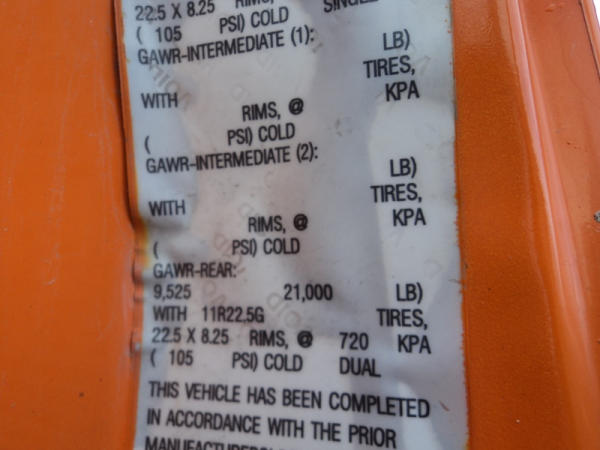 22.5 X 8.25 RIMS, SINGLE
( 105 PSI) COLD
GAWR-INTERMEDIATE (1): LB)
TIRES,
WITH KPA
RIMS, @
( PSI) COLD
GAWR-INTERMEDIATE (2): LB)
TIRES,
WITH KPA
RIMS, @
( PSI) COLD
GAWR-REAR:
9,525 21,000 LB)
WITH 11R22.5G TIRES,
22.5 X 8.25 RIMS, @ 720 KPA
( 105 PSI) COLD DUAL
THIS VEHICLE HAS BEEN COMPLETED
IN ACCORDANCE WITH THE PRIOR